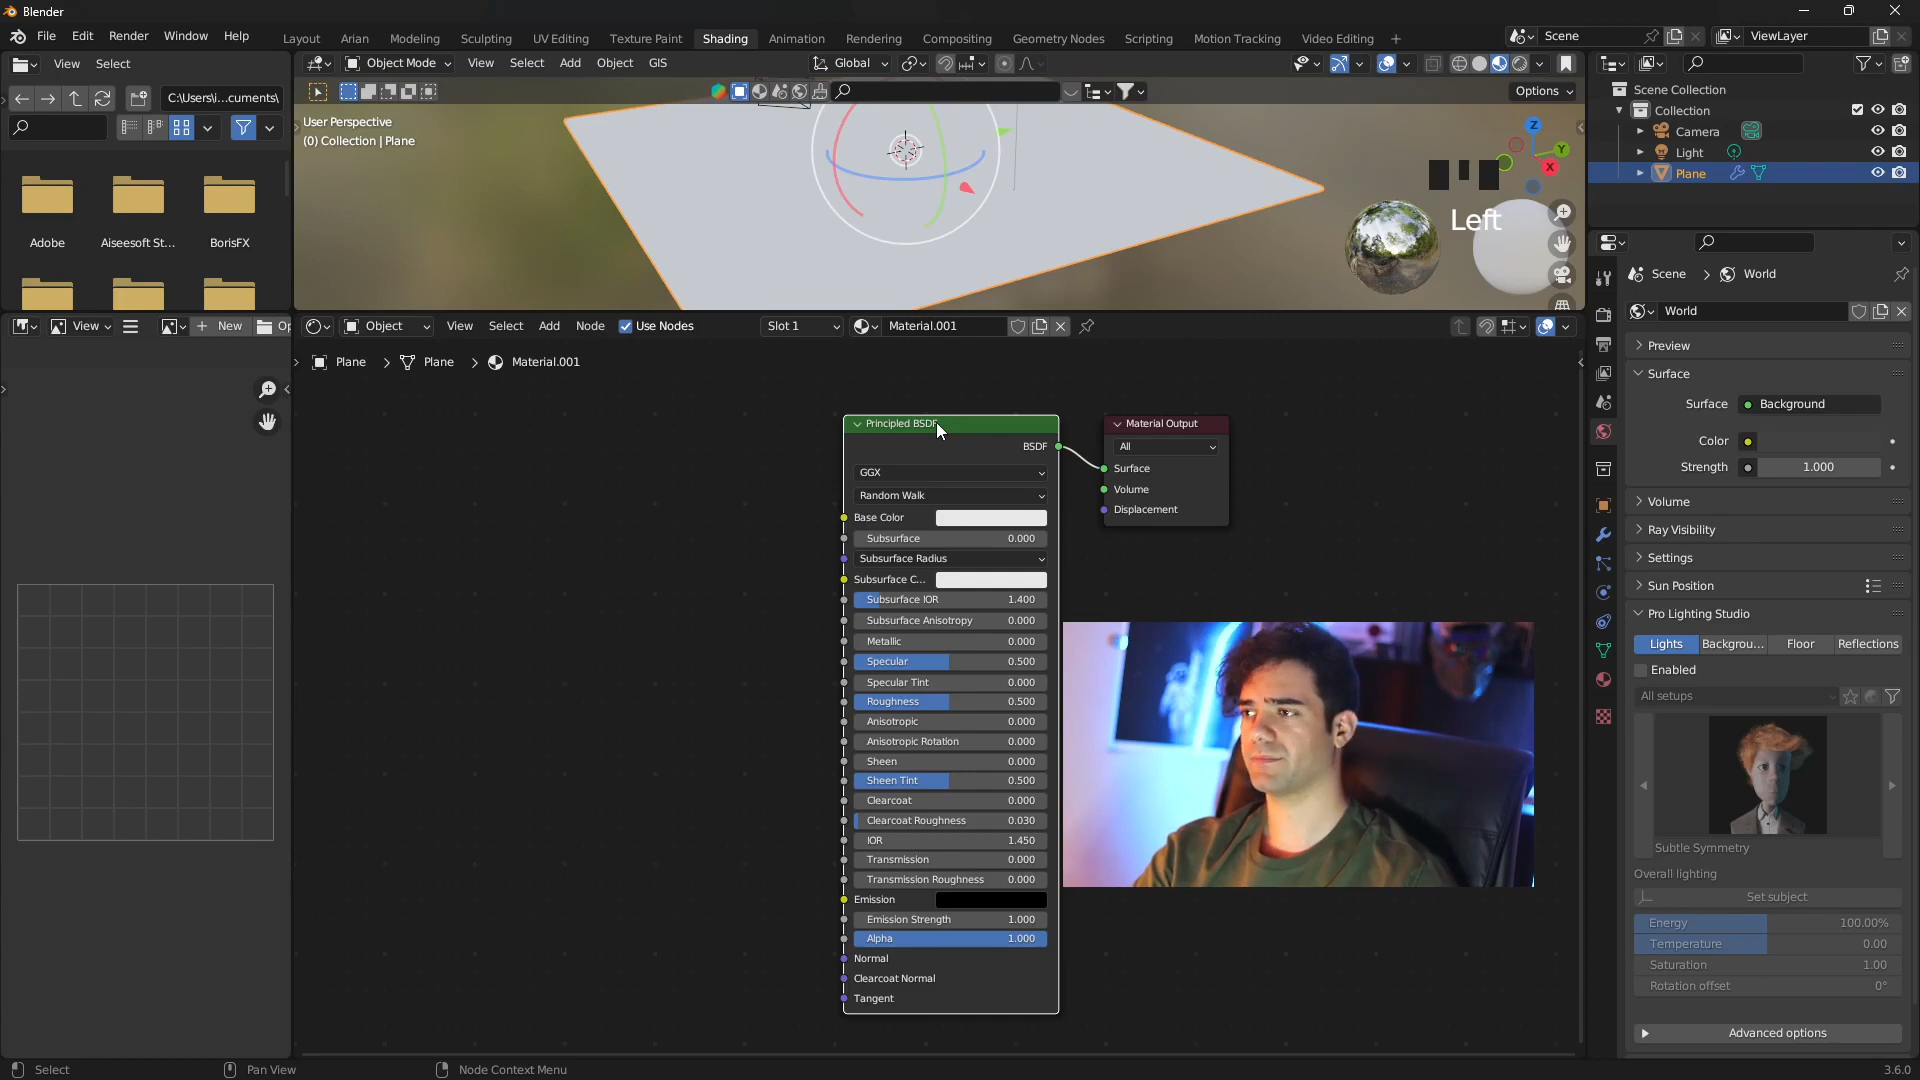 Blender
File Edit Render Window Help
Layout Arian Modeling Sculpting UV Editing Texture Paint Shading Animation Rendering Compositing Geometry Nodes Scripting Motion Tracking Video Editing +
Scene
ViewLayer
View Select
Object Mode View Select Add Object GIS
Global
C:\Users\i...cuments\
Options
User Perspective
(0) Collection | Plane
Z
Y
X
Left
Adobe
Aiseesoft St...
BorisFX
Scene Collection
Collection
Camera
Light
Plane
Scene > World
World
View
+ New
Op
Object View Select Add Node Use Nodes Slot 1 Material.001
Plane > Plane > Material.001
Principled BSDF
BSDF
GGX
Random Walk
Base Color
Subsurface 0.000
Subsurface Radius
Subsurface C...
Subsurface IOR 1.400
Subsurface Anisotropy 0.000
Metallic 0.000
Specular 0.500
Specular Tint 0.000
Roughness 0.500
Anisotropic 0.000
Anisotropic Rotation 0.000
Sheen 0.000
Sheen Tint 0.500
Clearcoat 0.000
Clearcoat Roughness 0.030
IOR 1.450
Transmission 0.000
Transmission Roughness 0.000
Emission
Emission Strength 1.000
Alpha 1.000
Normal
Clearcoat Normal
Tangent
Material Output
All
Surface
Volume
Displacement
Preview
Surface
Surface Background
Color
Strength 1.000
Volume
Ray Visibility
Settings
Sun Position
Pro Lighting Studio
Lights Backgrou... Floor Reflections
Enabled
All setups
Subtle Symmetry
Overall lighting
Set subject
Energy 100.00%
Temperature 0.00
Saturation 1.00
Rotation offset 0°
Advanced options
Select
Pan View
Node Context Menu
3.6.0